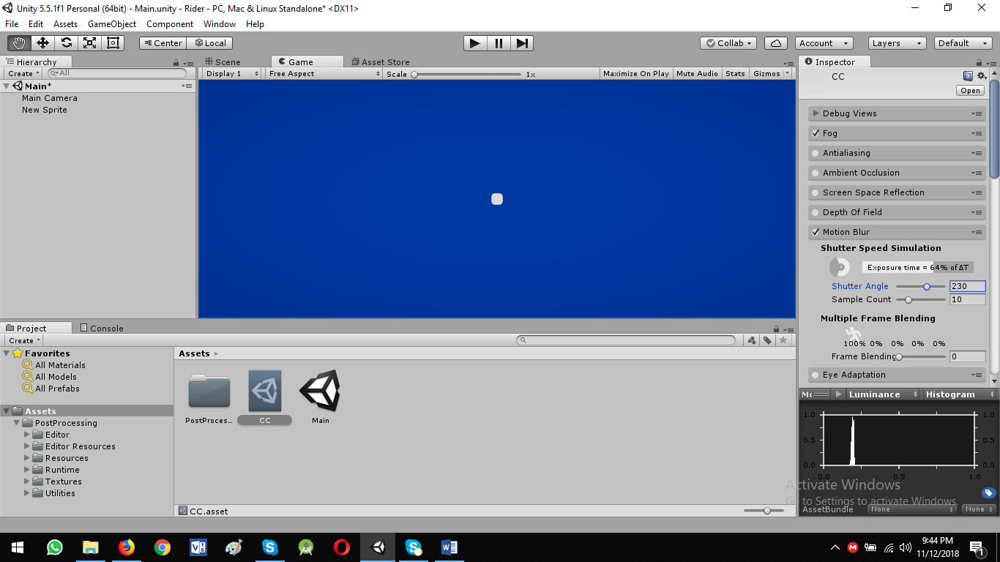 Unity 5.5.1f1 Personal (64bit) - Main.unity - Rider - PC, Mac & Linux Standalone* <DX11>
File Edit Assets GameObject Component Window Help
Center Local Collab Account Layers Default
Hierarchy
Create All
Main*
Main Camera
New Sprite
Scene Game Asset Store
Display 1 Free Aspect Scale 1x Maximize On Play Mute Audio Stats Gizmos
Inspector
CC
Open
Debug Views
Fog
Antialiasing
Ambient Occlusion
Screen Space Reflection
Depth Of Field
Motion Blur
Shutter Speed Simulation
Exposure time = 64% of ΔT
Shutter Angle 230
Sample Count 10
Multiple Frame Blending
100% 0% 0% 0% 0%
Frame Blending 0
Eye Adaptation
Luminance Histogram
1.0 1.0
0.5 0.5
0.0 0.0
0.0 0.5 1.0
Activate Windows
Go to Settings to activate Windows.
AssetBundle None None
Project Console
Create
Favorites
All Materials
All Models
All Prefabs
Assets
PostProcessing
Editor
Editor Resources
Resources
Runtime
Textures
Utilities
Assets
PostProces... CC Main
CC.asset
9:44 PM
11/12/2018
1